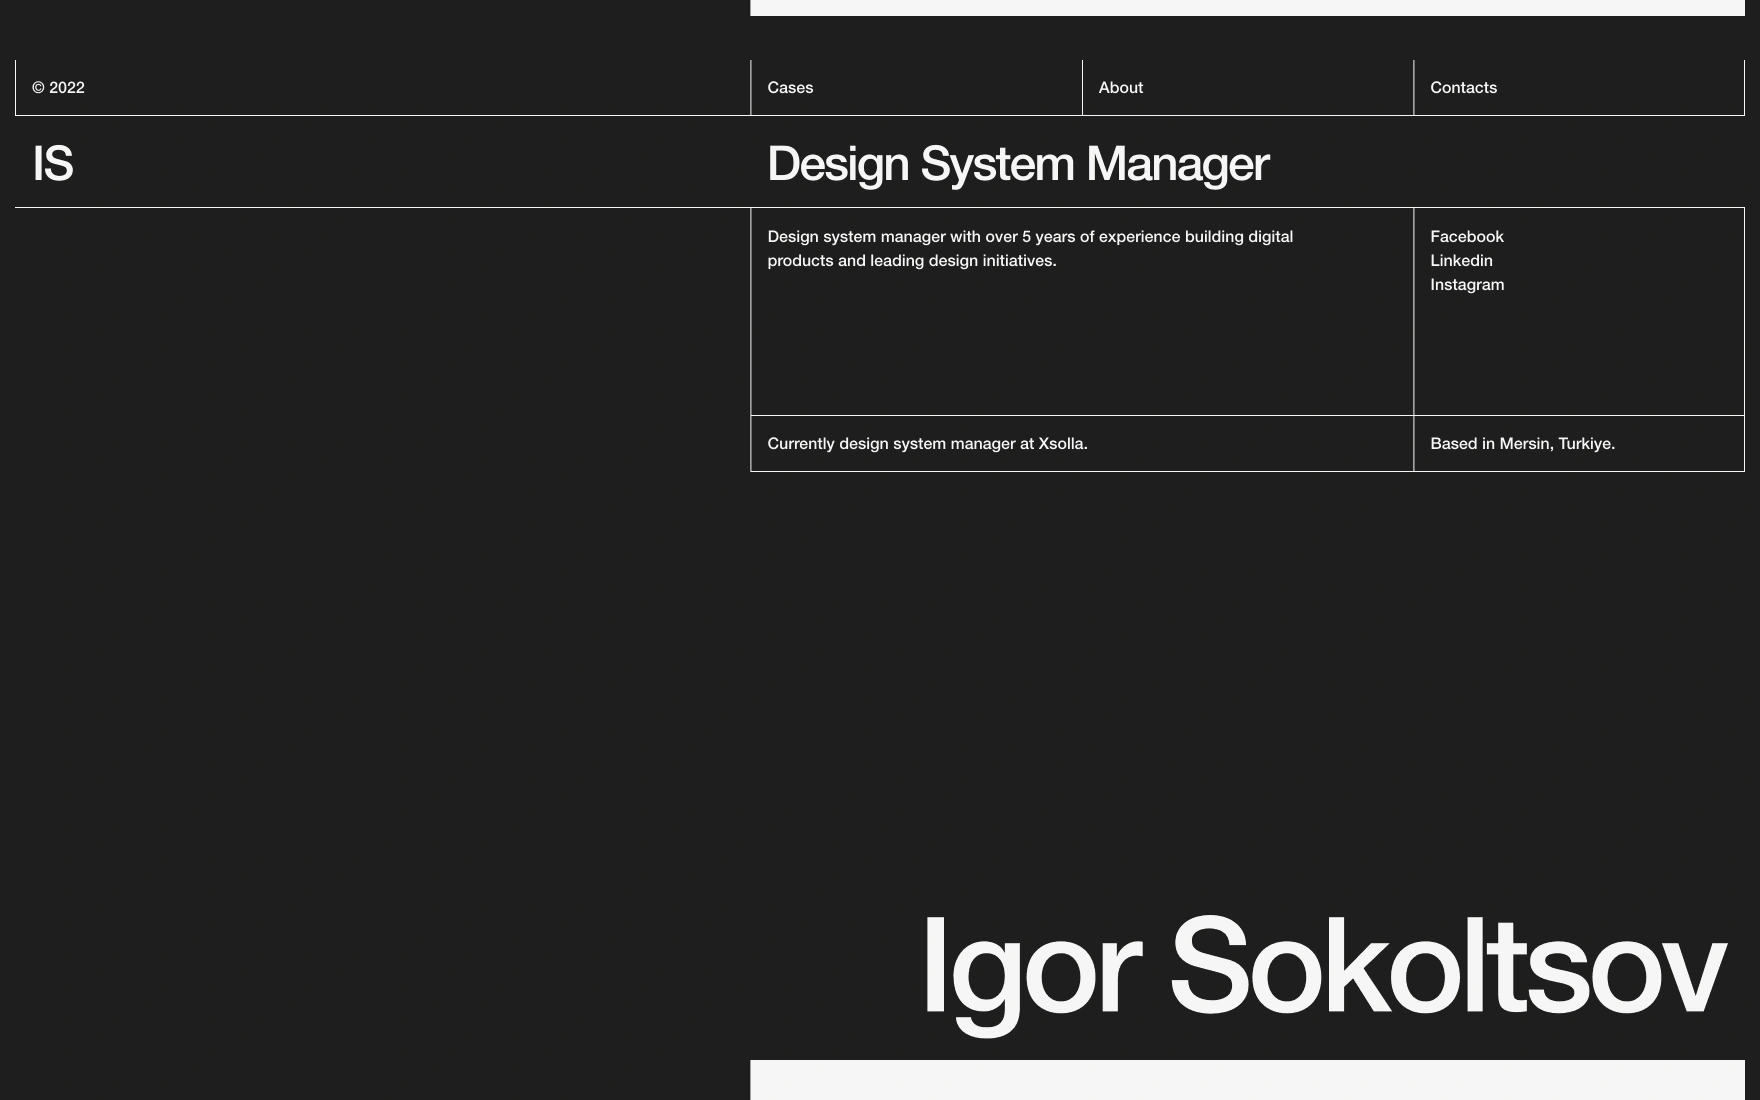 © 2022
Cases
About
Contacts
IS
Design System Manager
Design system manager with over 5 years of experience building digital
products and leading design initiatives.
Facebook
Linkedin
Instagram
Currently design system manager at Xsolla.
Based in Mersin, Turkiye.
Igor Sokoltsov